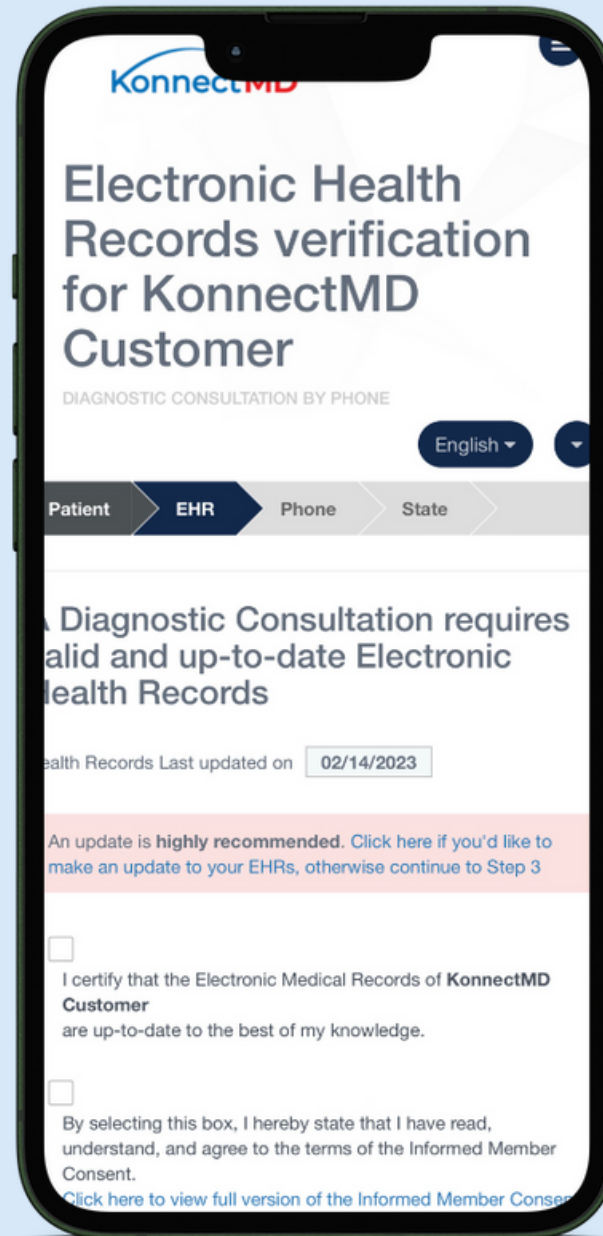 KonnectMD
Electronic Health
Records verification
for KonnectMD
Customer
DIAGNOSTIC CONSULTATION BY PHONE
English
Patient EHR Phone State
Diagnostic Consultation requires
alid and up-to-date Electronic
ealth Records
ealth Records Last updated on 02/14/2023
An update is highly recommended. Click here if you'd like to
make an update to your EHRs, otherwise continue to Step 3
I certify that the Electronic Medical Records of KonnectMD
Customer
are up-to-date to the best of my knowledge.
By selecting this box, I hereby state that I have read,
understand, and agree to the terms of the Informed Member
Consent.
Click here to view full version of the Informed Member Consen